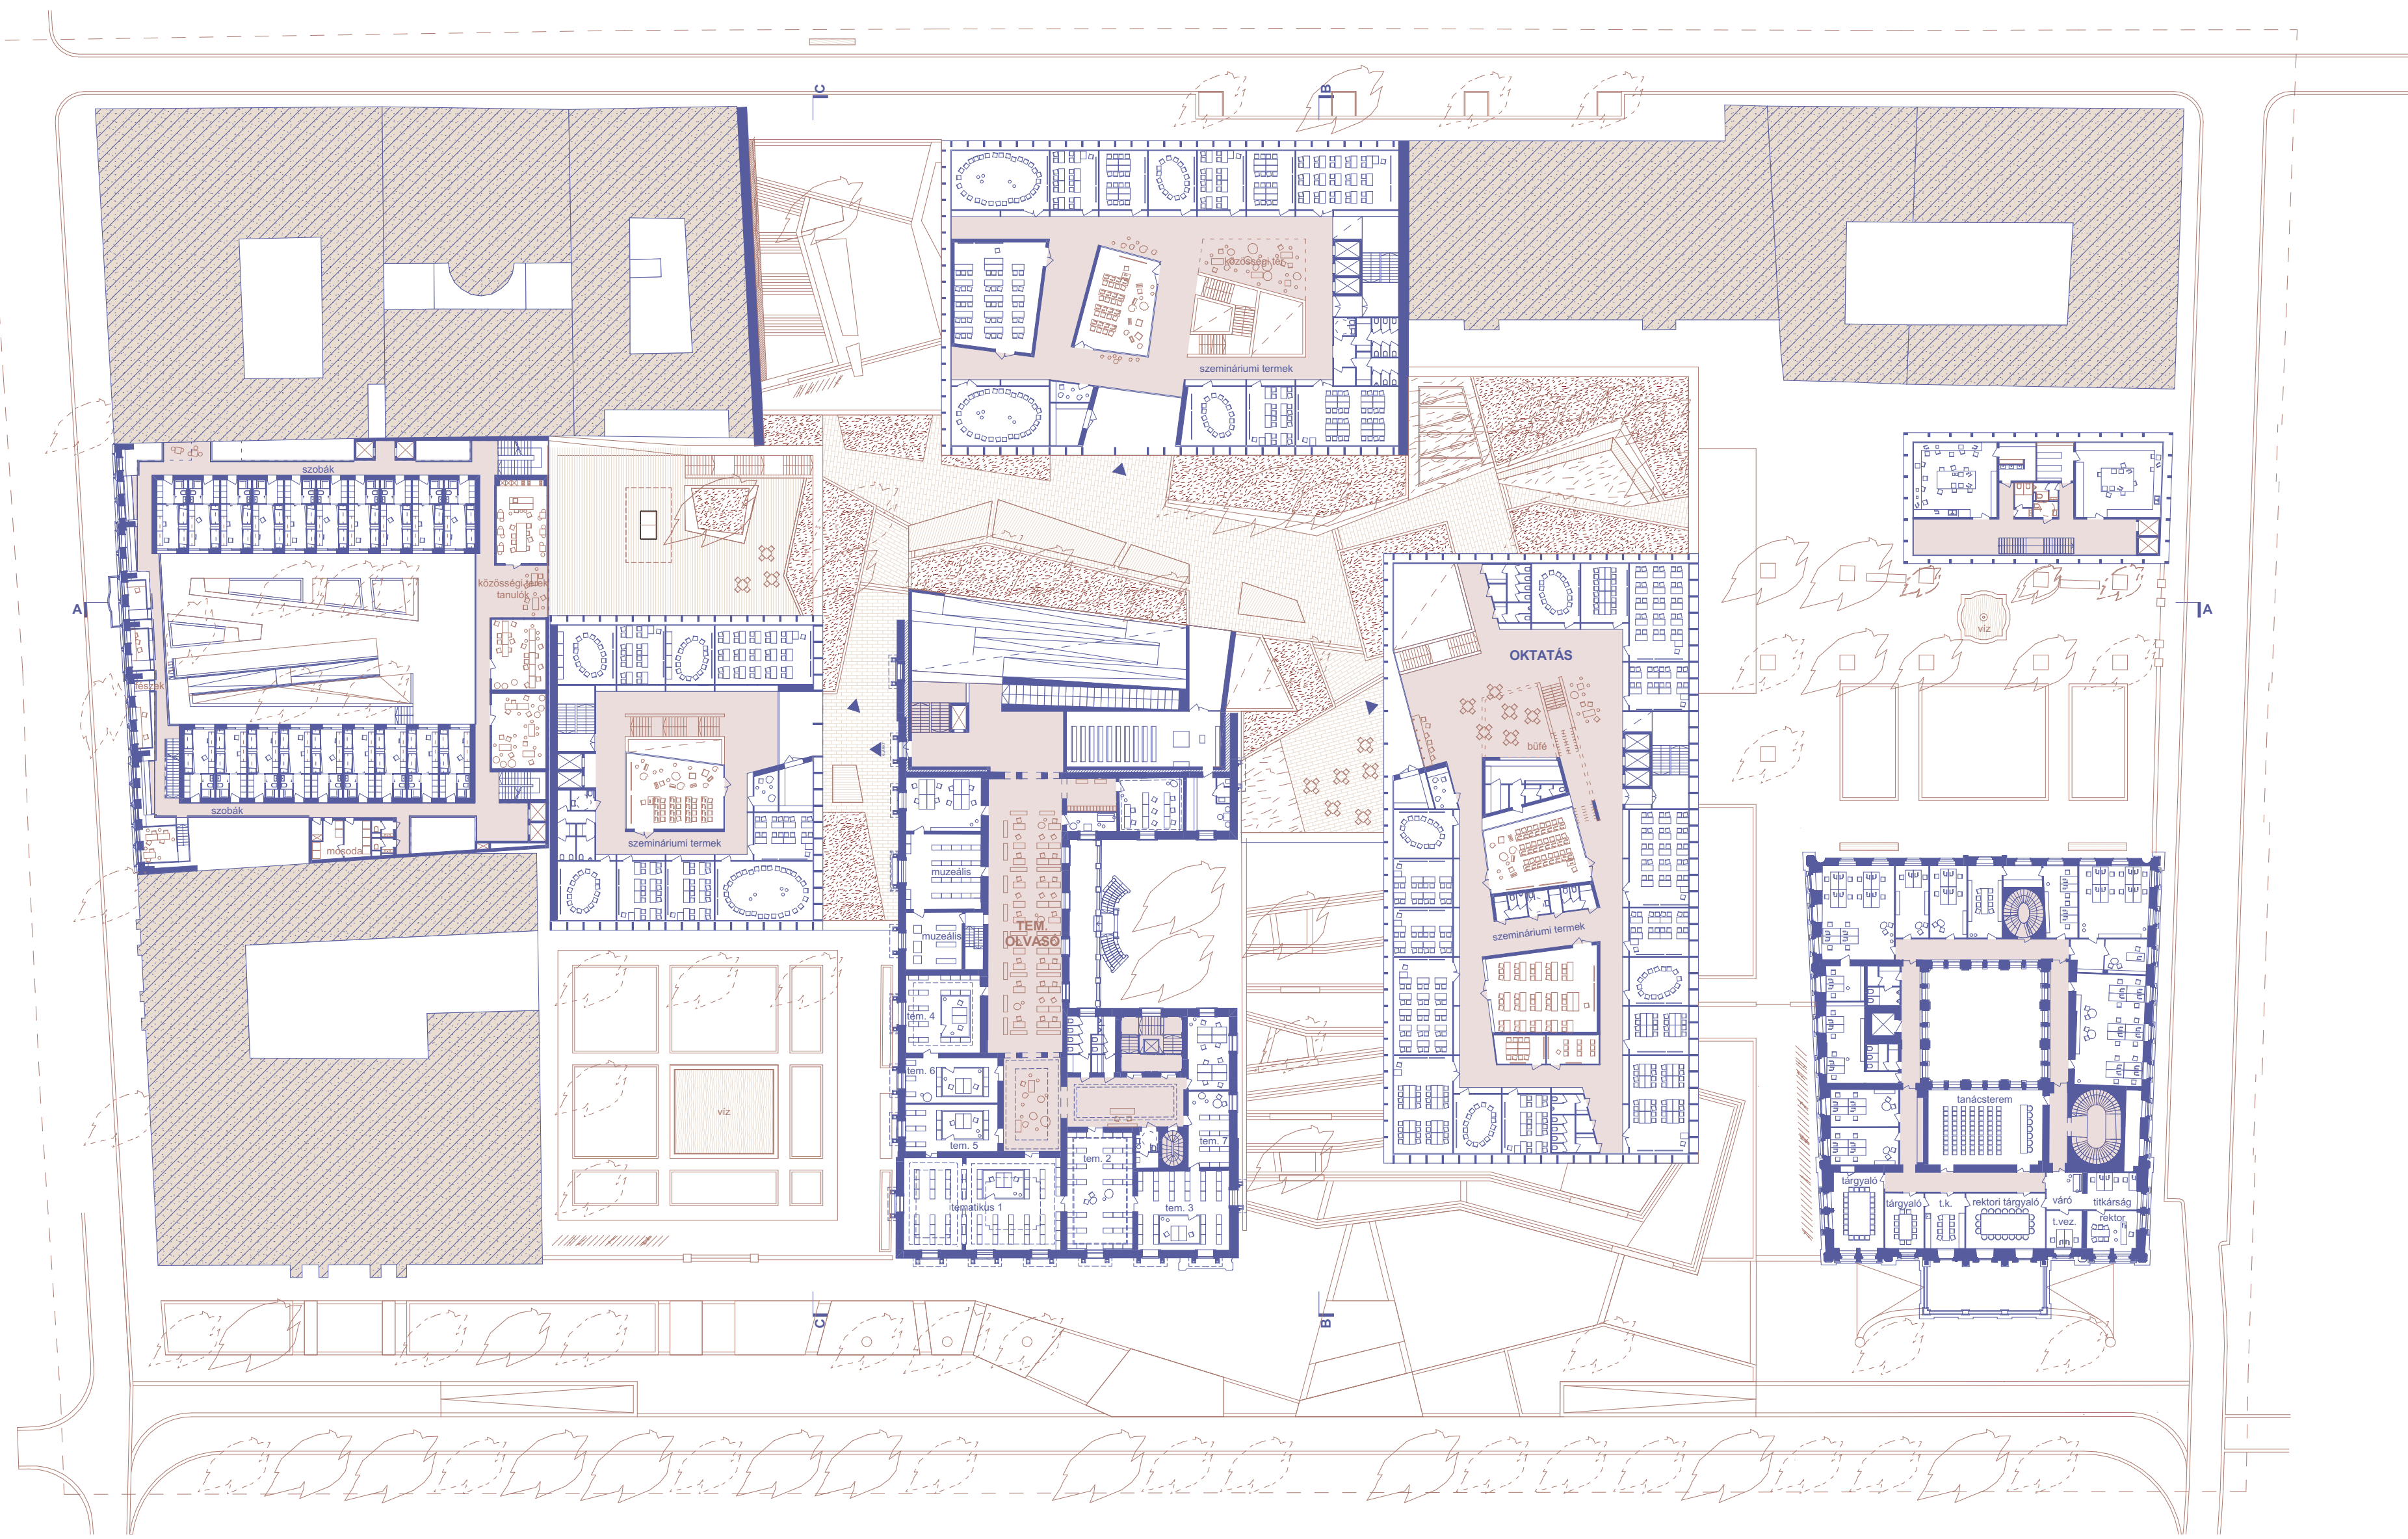 C
B
közösségi tér
szemináriumi termek
szobák
közösségi terek
tanulók
A
A
víz
fészek
OKTATÁS
büfé
szobák
mosoda
szemináriumi termek
muzeális
muzeális
TEM.
OLVASÓ
szemináriumi termek
tem. 4
tem. 6
tem. 5
víz
tem. 2
tem. 7
tematikus 1
tem. 3
tanácsterem
tárgyaló
tárgyaló
t.k.
rektori tárgyaló
váró
titkárság
t.vez.
rektor
C
B